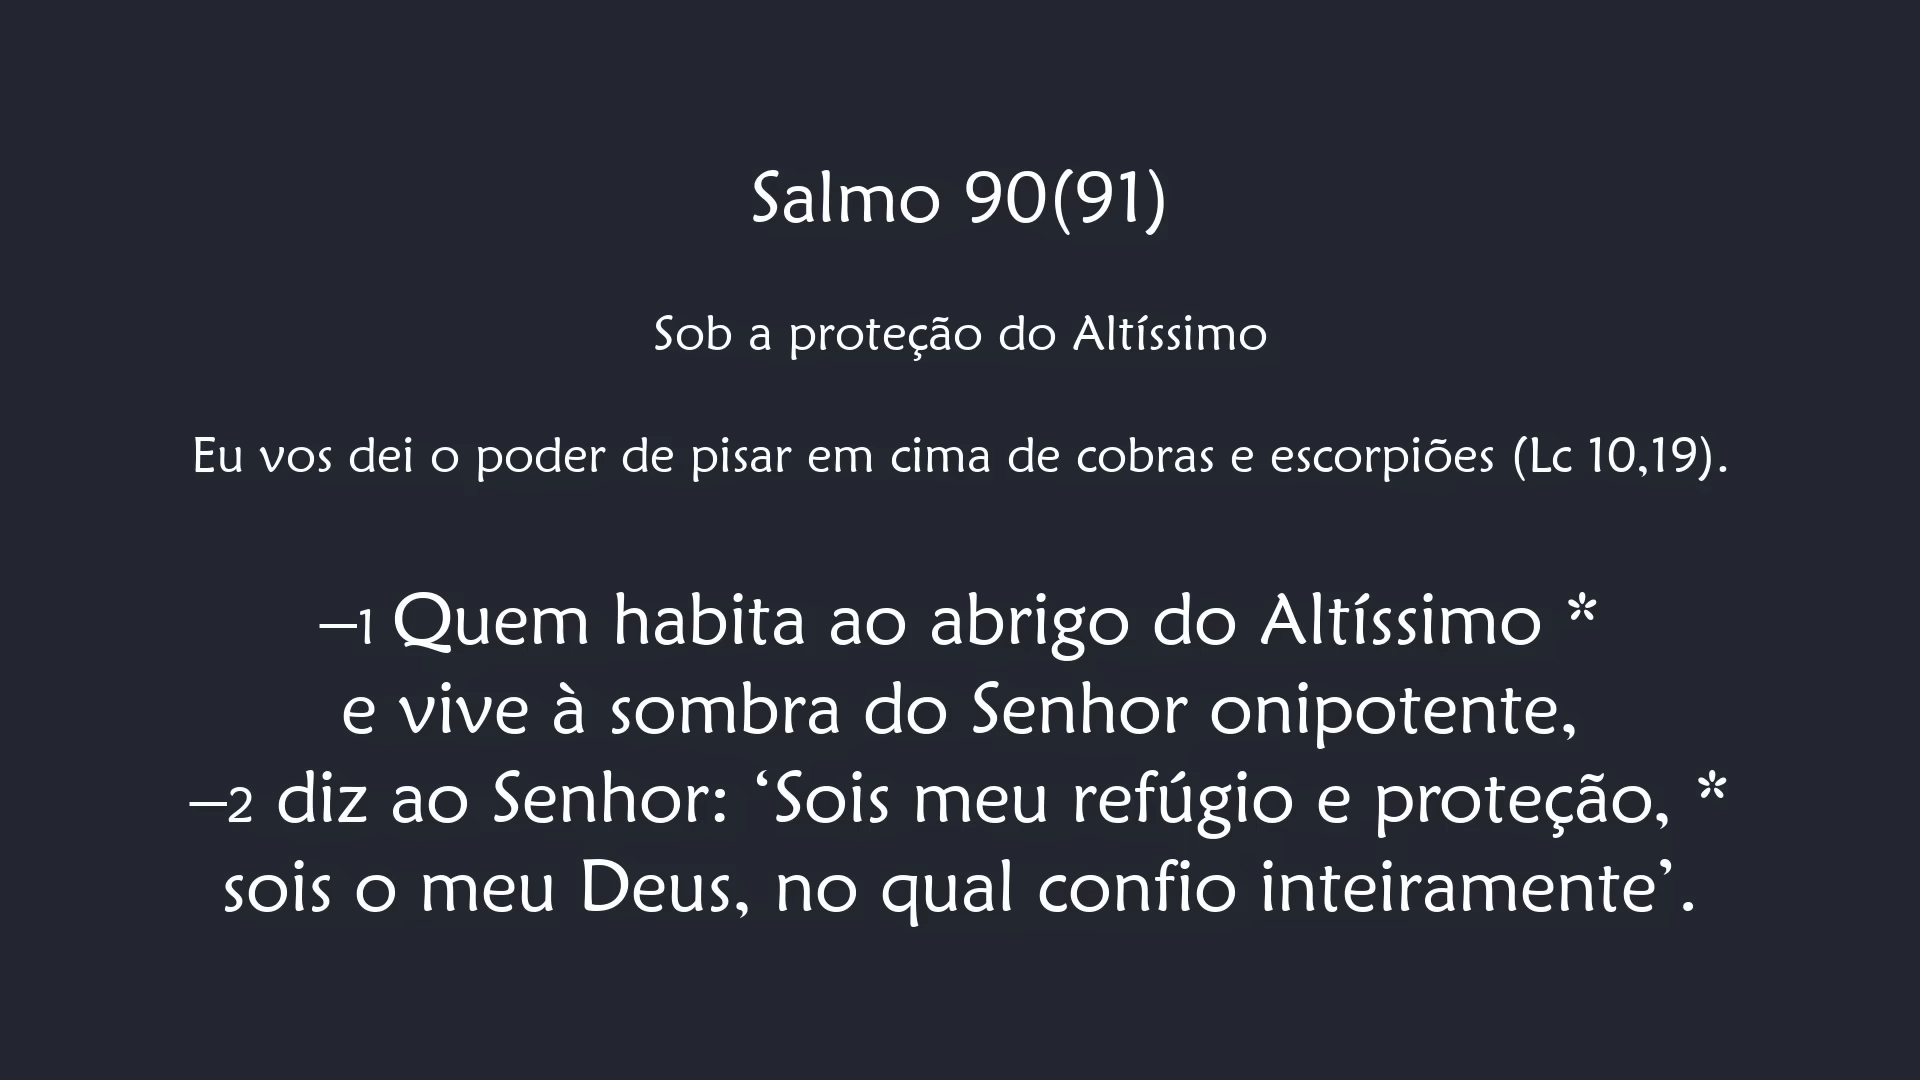 Salmo 90(91)
Sob a proteção do Altíssimo
Eu vos dei o poder de pisar em cima de cobras e escorpiões (Lc 10,19).
–1 Quem habita ao abrigo do Altíssimo *
e vive à sombra do Senhor onipotente,
–2 diz ao Senhor: ‘Sois meu refúgio e proteção, *
sois o meu Deus, no qual confio inteiramente’.